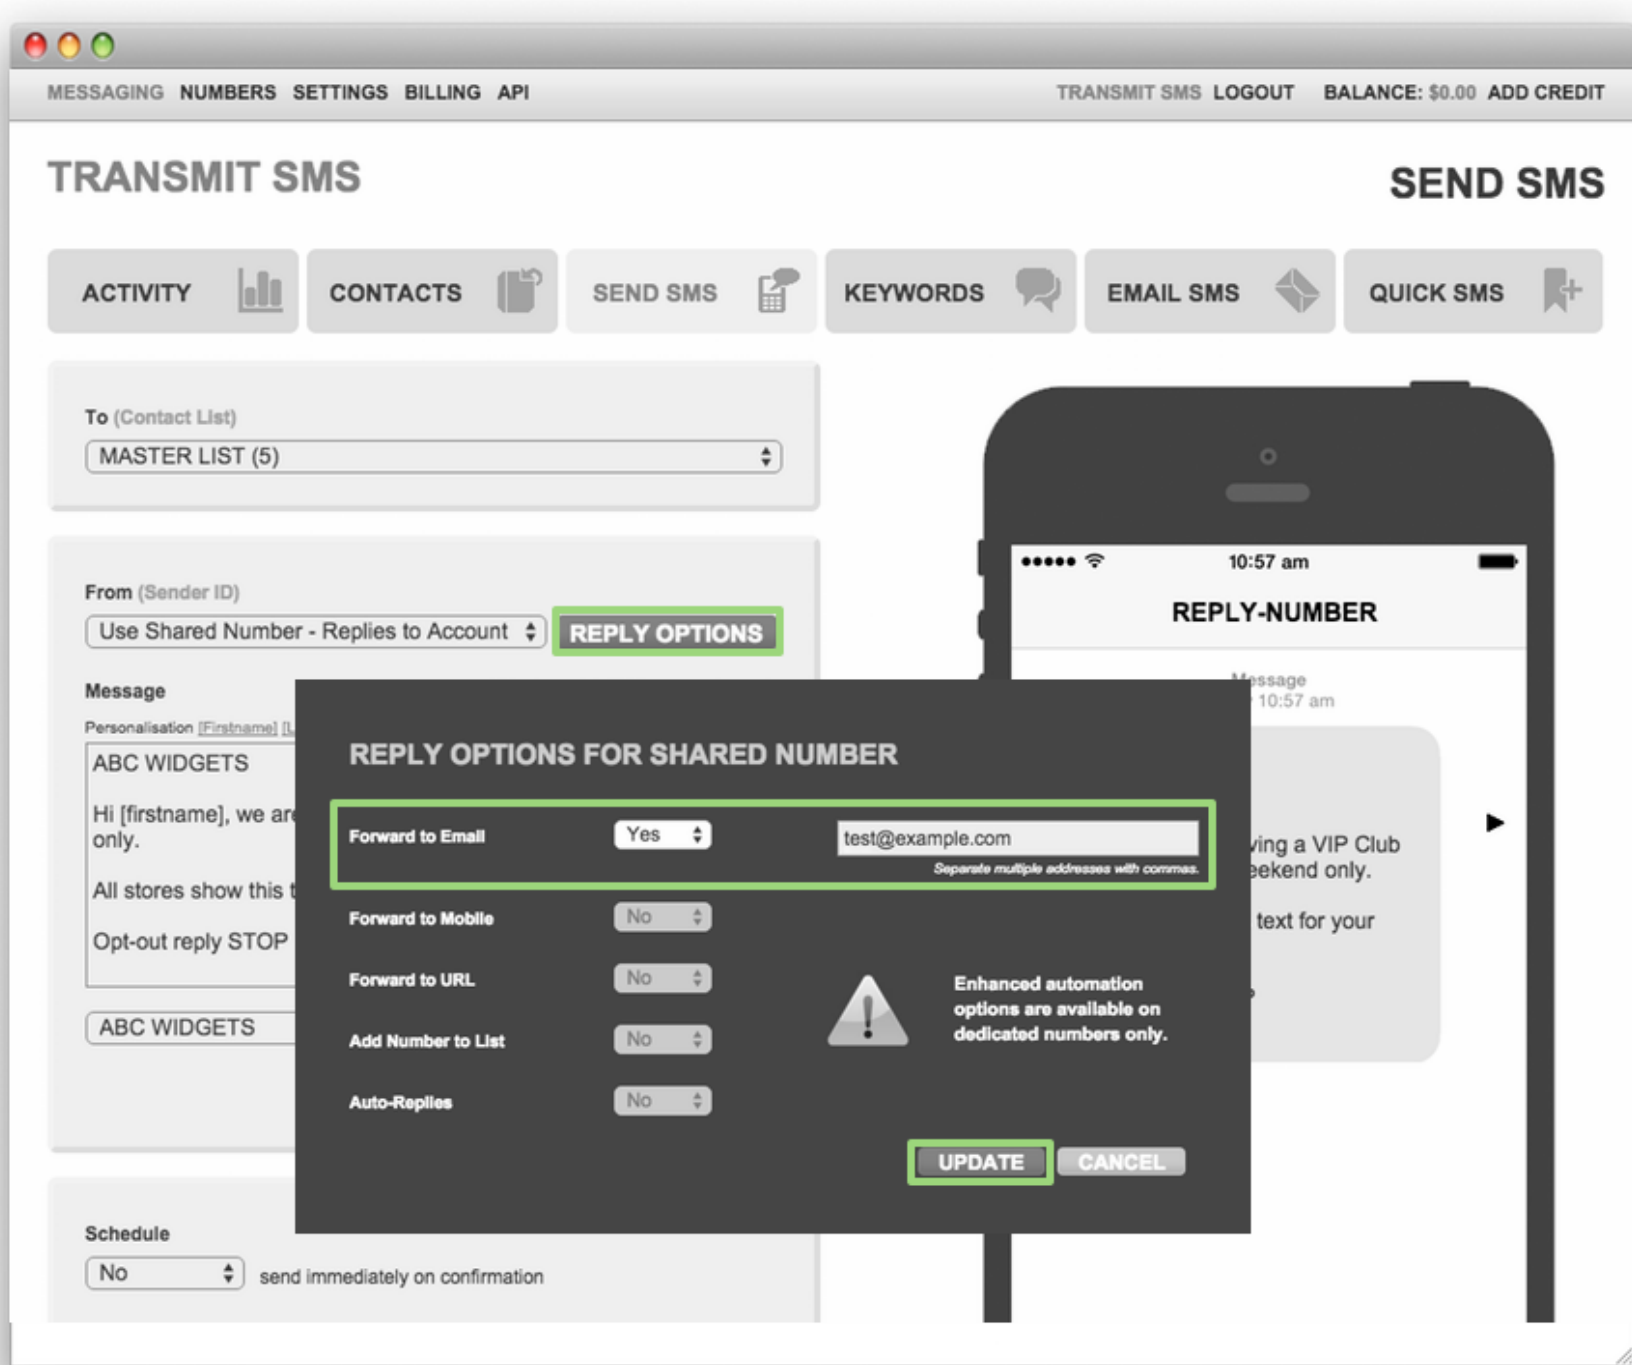 MESSAGING NUMBERS SETTINGS BILLING API
TRANSMIT SMS LOGOUT BALANCE: $0.00 ADD CREDIT
TRANSMIT SMS
SEND SMS
ACTIVITY
CONTACTS
SEND SMS
KEYWORDS
EMAIL SMS
QUICK SMS
To (Contact List)
MASTER LIST (5)
From (Sender ID)
Use Shared Number - Replies to Account
REPLY OPTIONS
Message
Personalisation [Firstname]
ABC WIDGETS
Hi [firstname], we are
only.
All stores show this
Opt-out reply STOP
ABC WIDGETS
REPLY OPTIONS FOR SHARED NUMBER
Forward to Email
Yes
test@example.com
Separate multiple addresses with commas.
Forward to Mobile
No
Forward to URL
No
Add Number to List
No
Auto-Replies
No
Enhanced automation
options are available on
dedicated numbers only.
UPDATE
CANCEL
Schedule
No
send immediately on confirmation
10:57 am
REPLY-NUMBER
Message
10:57 am
a VIP Club
only.
text for your